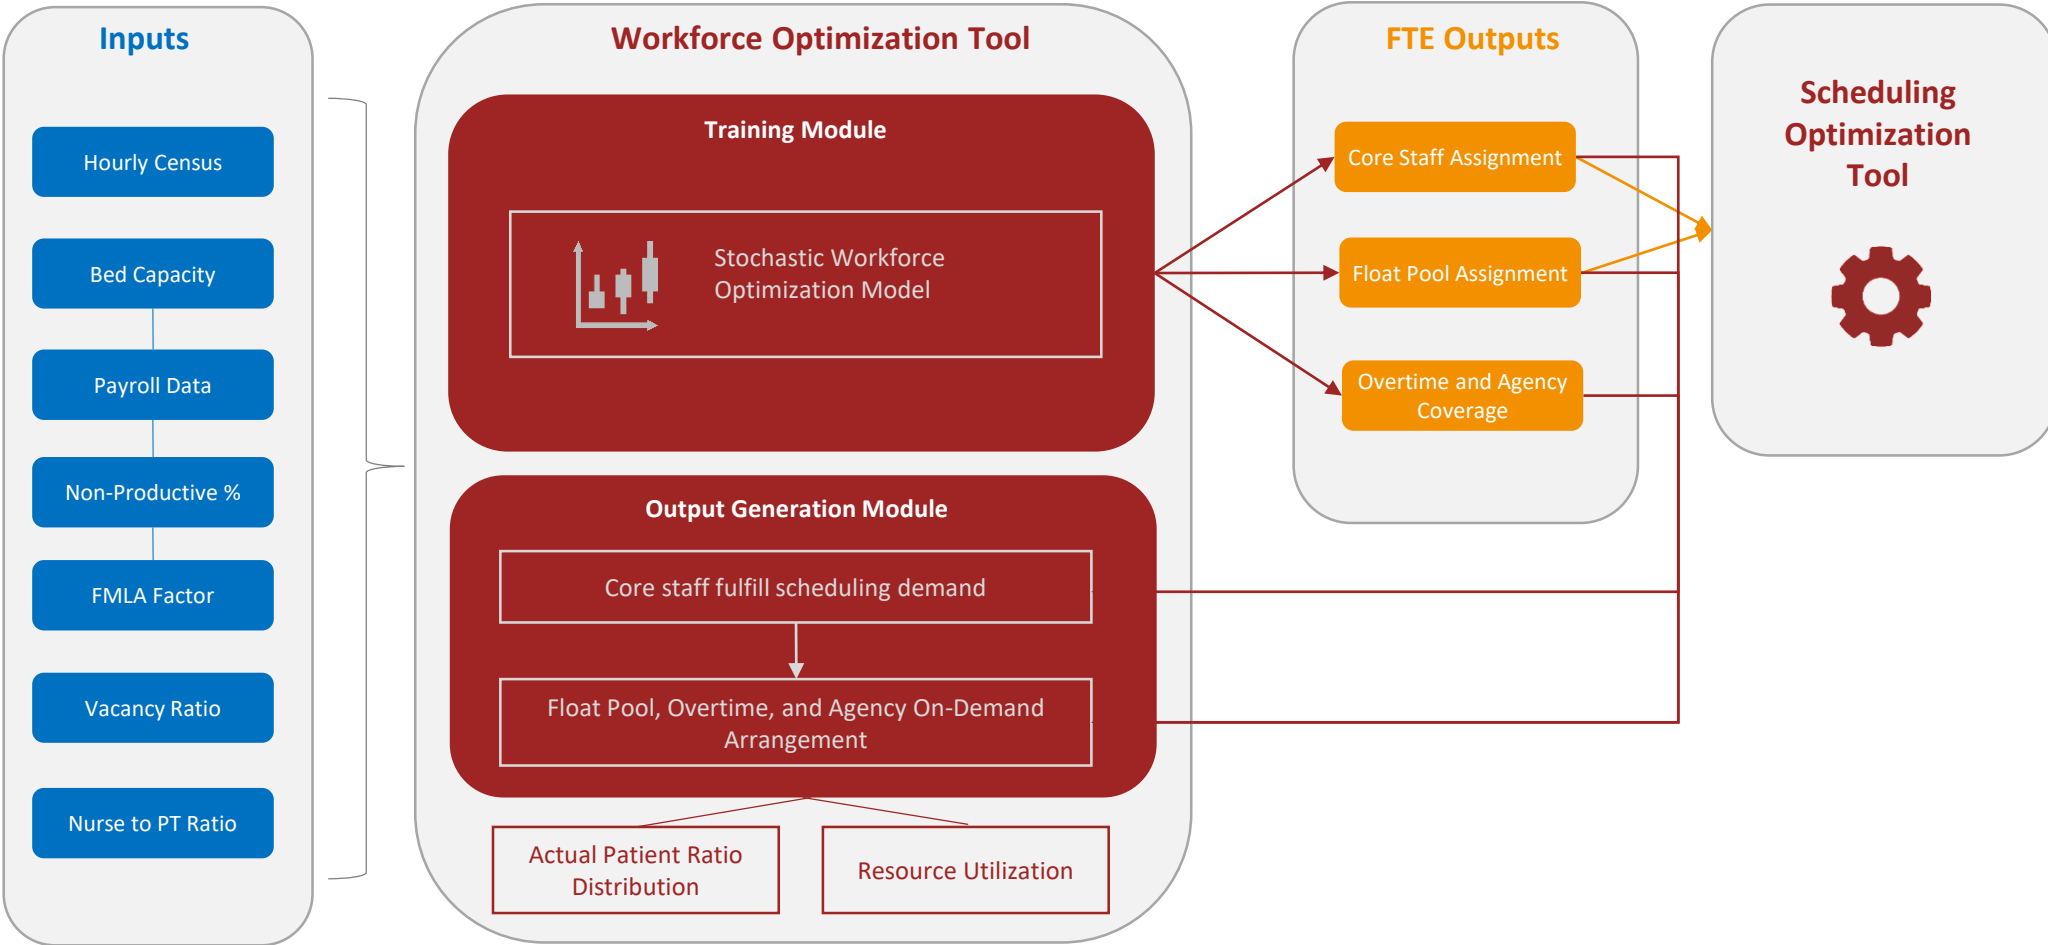 Inputs
Hourly Census
Bed Capacity
Payroll Data
Non-Productive %
FMLA Factor
Vacancy Ratio
Nurse to PT Ratio
Workforce Optimization Tool
Training Module
Stochastic Workforce
Optimization Model
Output Generation Module
Core staff fulfill scheduling demand
Float Pool, Overtime, and Agency On-Demand
Arrangement
Actual Patient Ratio
Distribution
Resource Utilization
FTE Outputs
Core Staff Assignment
Float Pool Assignment
Overtime and Agency
Coverage
Scheduling
Optimization
Tool